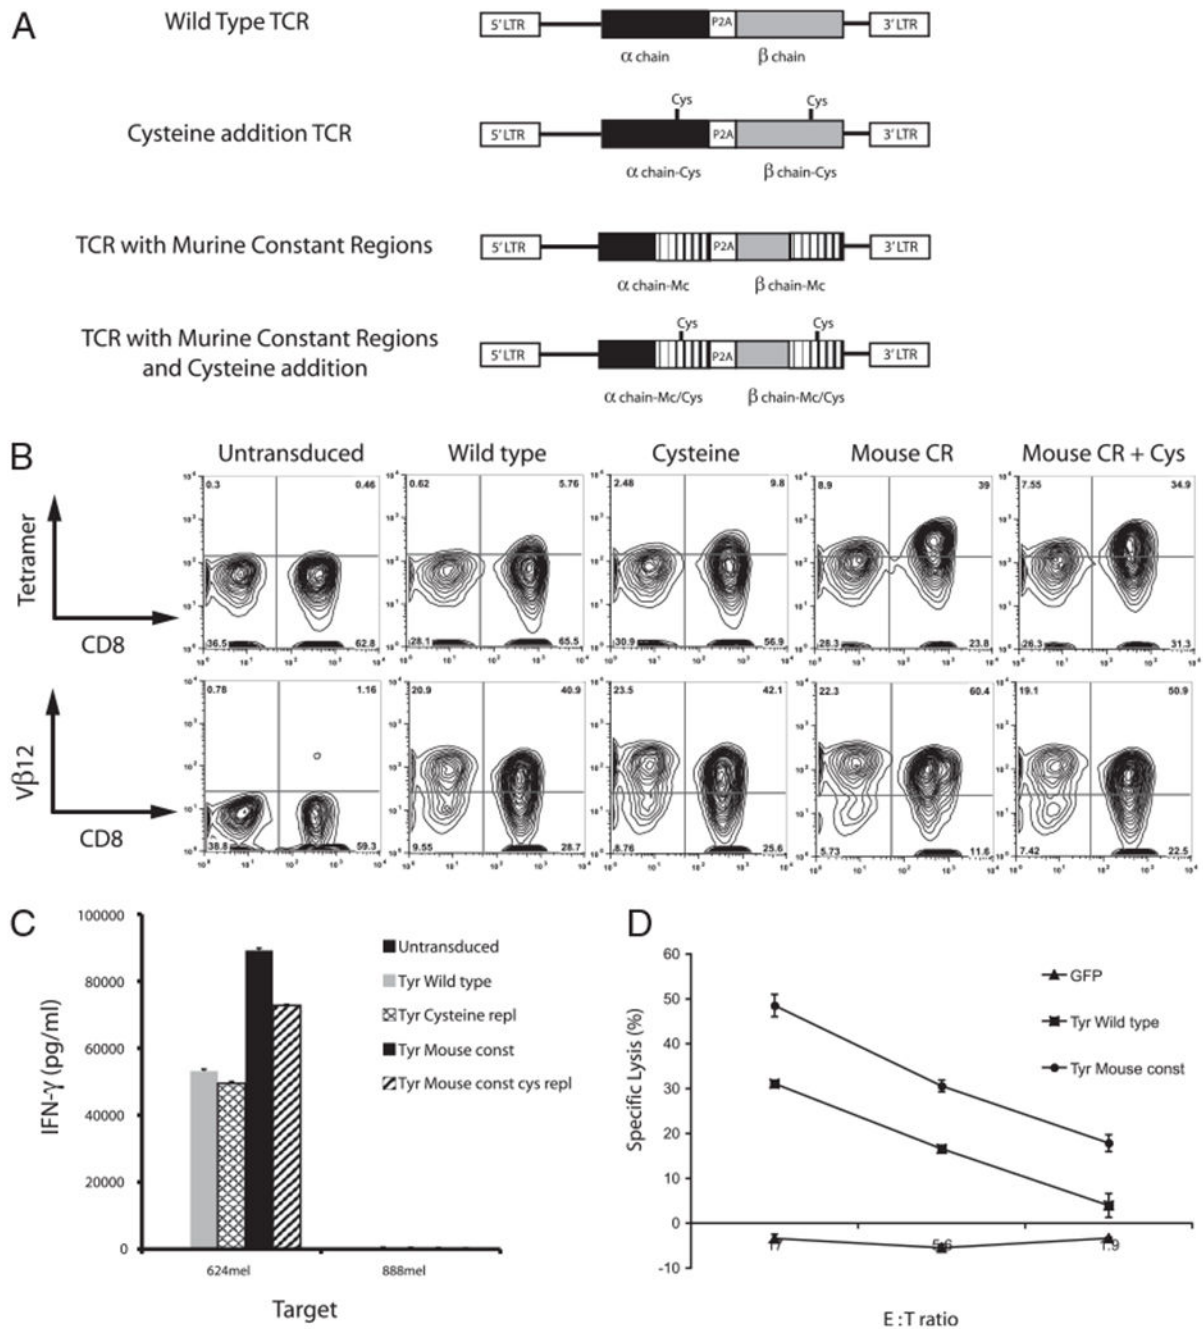 A
Wild Type TCR
5' LTR
P2A
3' LTR
α chain
β chain
Cysteine addition TCR
Cys
Cys
5' LTR
P2A
3' LTR
α chain-Cys
β chain-Cys
TCR with Murine Constant Regions
5' LTR
P2A
3' LTR
α chain-Mc
β chain-Mc
TCR with Murine Constant Regions
and Cysteine addition
Cys
Cys
5' LTR
P2A
3' LTR
α chain-Mc/Cys
β chain-Mc/Cys
B
Untransduced
Wild type
Cysteine
Mouse CR
Mouse CR + Cys
Tetramer
CD8
0.3 0.46
36.5 62.8
0.62 5.76
28.1 65.5
2.48 9.8
30.9 56.9
8.9 39
28.3 23.8
7.55 34.9
26.3 31.3
Vβ12
CD8
0.78 1.16
38.8 59.3
20.9 40.9
9.55 28.7
23.5 42.1
8.76 25.6
22.3 60.4
5.73 11.6
19.1 50.9
7.42 22.5
C
IFN-γ (pg/ml)
100000
80000
60000
40000
20000
0
Untransduced
Tyr Wild type
Tyr Cysteine repl
Tyr Mouse const
Tyr Mouse const cys repl
624mel
888mel
Target
D
Specific Lysis (%)
60
50
40
30
20
10
0
-10
GFP
Tyr Wild type
Tyr Mouse const
17
5.6
1.9
E:T ratio